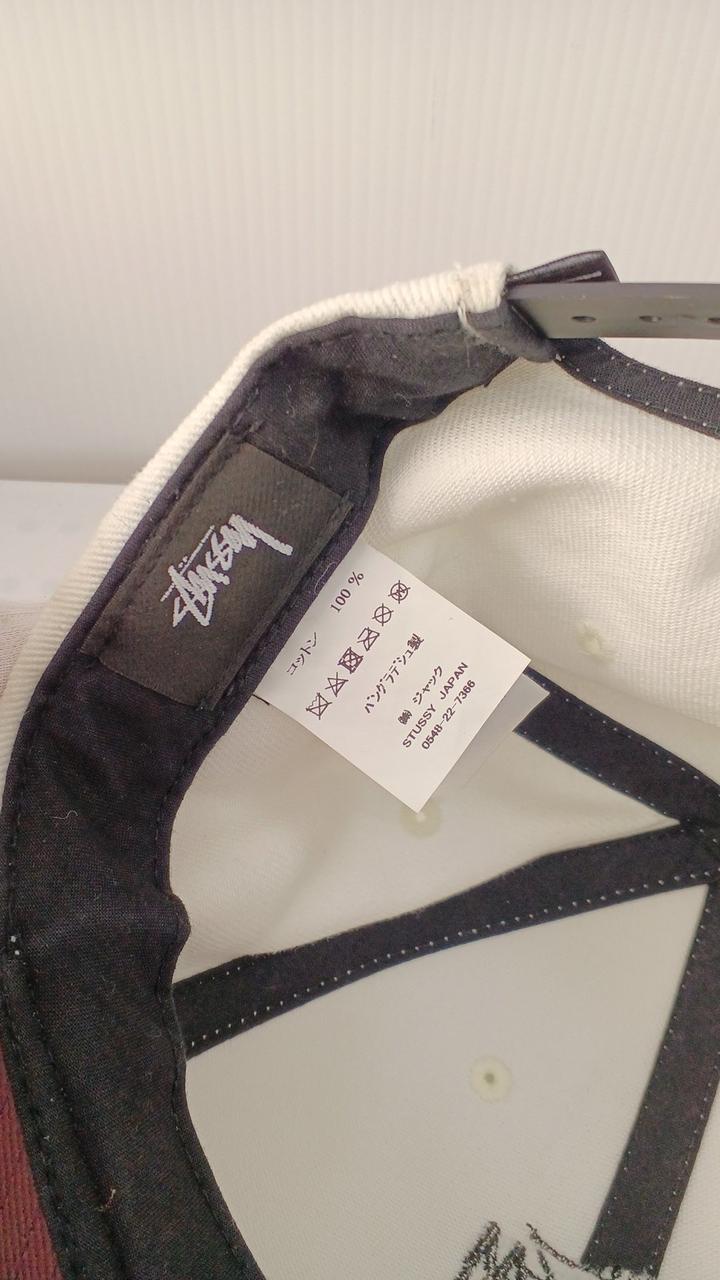 STUSSY
コットン 100 %
バングラデシュ製
㈱ ジャック
STUSSY JAPAN
0548-22-7366